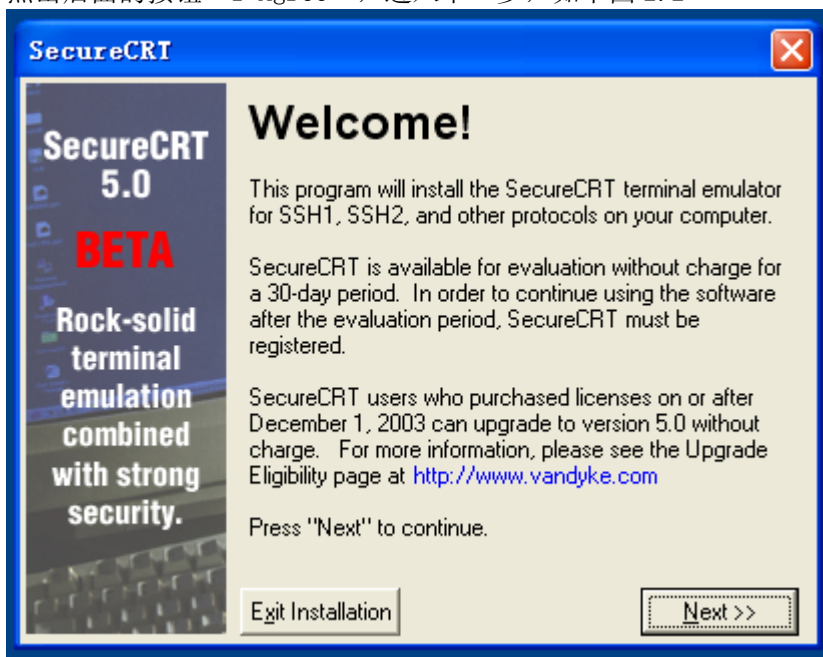 SecureCRT
SecureCRT
5.0
BETA
Rock-solid
terminal
emulation
combined
with strong
security.
Welcome!
This program will install the SecureCRT terminal emulator
for SSH1, SSH2, and other protocols on your computer.
SecureCRT is available for evaluation without charge for
a 30-day period. In order to continue using the software
after the evaluation period, SecureCRT must be
registered.
SecureCRT users who purchased licenses on or after
December 1, 2003 can upgrade to version 5.0 without
charge. For more information, please see the Upgrade
Eligibility page at http://www.vandyke.com
Press "Next" to continue.
Exit Installation
Next >>